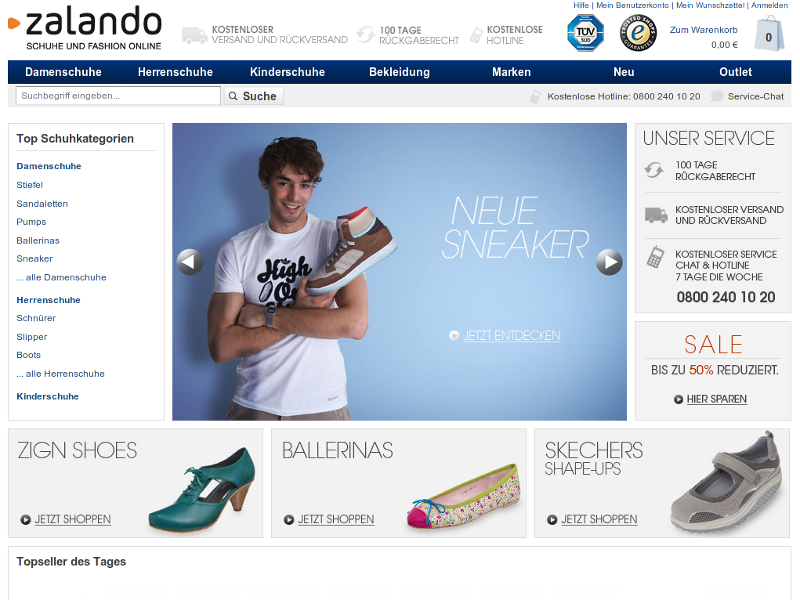 Hilfe | Mein Benutzerkonto | Mein Wunschzettel | Anmelden
zalando
SCHUHE UND FASHION ONLINE
KOSTENLOSER
VERSAND UND RÜCKVERSAND
100 TAGE
RÜCKGABERECHT
KOSTENLOSE
HOTLINE
TÜV
SÜD
TRUSTED SHOPS
e
GUARANTEE
Zum Warenkorb
0,00 €
0
Damenschuhe
Herrenschuhe
Kinderschuhe
Bekleidung
Marken
Neu
Outlet
Suchbegriff eingeben...
Suche
Kostenlose Hotline: 0800 240 10 20
Service-Chat
Top Schuhkategorien
Damenschuhe
Stiefel
Sandaletten
Pumps
Ballerinas
Sneaker
... alle Damenschuhe
Herrenschuhe
Schnürer
Slipper
Boots
... alle Herrenschuhe
Kinderschuhe
High
NEUE
SNEAKER
JETZT ENTDECKEN
UNSER SERVICE
100 TAGE
RÜCKGABERECHT
KOSTENLOSER VERSAND
UND RÜCKVERSAND
KOSTENLOSER SERVICE
CHAT & HOTLINE
7 TAGE DIE WOCHE
0800 240 10 20
SALE
BIS ZU 50% REDUZIERT.
HIER SPAREN
ZIGN SHOES
JETZT SHOPPEN
BALLERINAS
JETZT SHOPPEN
SKECHERS
SHAPE-UPS
JETZT SHOPPEN
Topseller des Tages